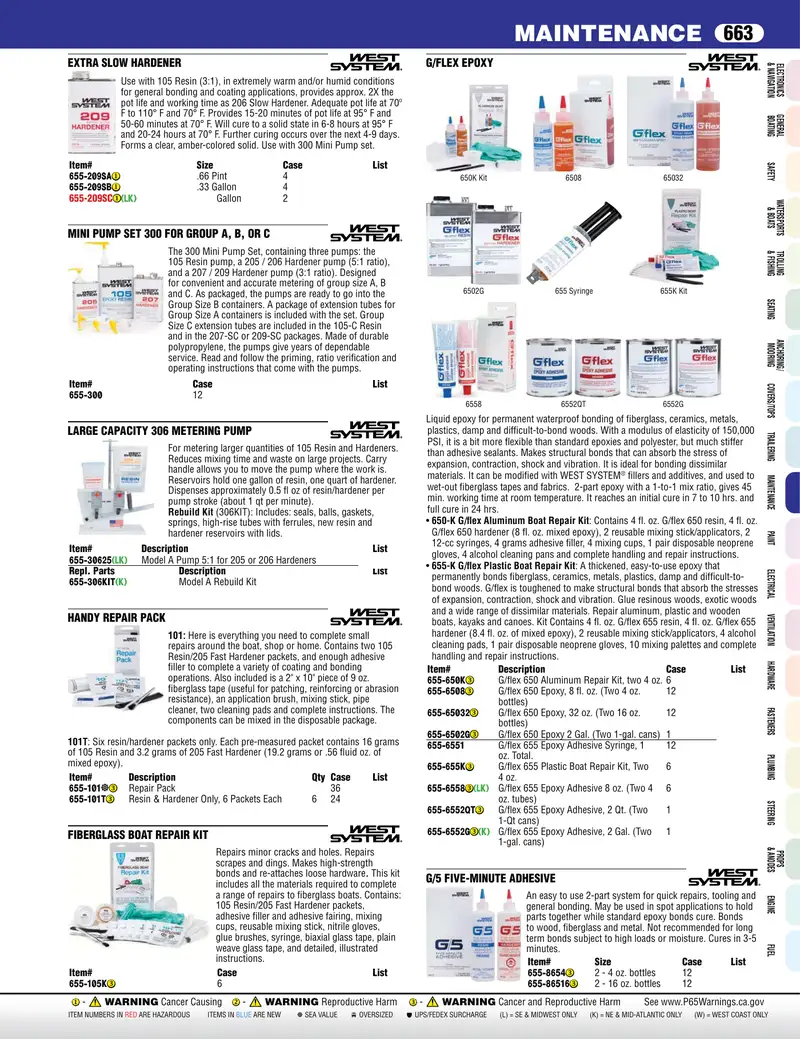 MAINTENANCE 663
EXTRA SLOW HARDENER
WEST SYSTEM®
Use with 105 Resin (3:1), in extremely warm and/or humid conditions
for general bonding and coating applications, provides approx. 2X the
pot life and working time as 206 Slow Hardener. Adequate pot life at 70°
F to 110° F and 70° F. Provides 15-20 minutes of pot life at 95° F and
50-60 minutes at 70° F. Will cure to a solid state in 6-8 hours at 95° F
and 20-24 hours at 70° F. Further curing occurs over the next 4-9 days.
Forms a clear, amber-colored solid. Use with 300 Mini Pump set.
WEST SYSTEM
209
HARDENER
Item# Size Case List
655-209SA① .66 Pint 4
655-209SB① .33 Gallon 4
655-209SC①(LK) Gallon 2
MINI PUMP SET 300 FOR GROUP A, B, OR C
WEST SYSTEM®
The 300 Mini Pump Set, containing three pumps: the
105 Resin pump, a 205 / 206 Hardener pump (5:1 ratio),
and a 207 / 209 Hardener pump (3:1 ratio). Designed
for convenient and accurate metering of group size A, B
and C. As packaged, the pumps are ready to go into the
Group Size B containers. A package of extension tubes for
Group Size A containers is included with the set. Group
Size C extension tubes are included in the 105-C Resin
and in the 207-SC or 209-SC packages. Made of durable
polypropylene, the pumps give years of dependable
service. Read and follow the priming, ratio verification and
operating instructions that come with the pumps.
205
105
207
Item# Case List
655-300 12
LARGE CAPACITY 306 METERING PUMP
WEST SYSTEM®
For metering larger quantities of 105 Resin and Hardeners.
Reduces mixing time and waste on large projects. Carry
handle allows you to move the pump where the work is.
Reservoirs hold one gallon of resin, one quart of hardener.
Dispenses approximately 0.5 fl oz of resin/hardener per
pump stroke (about 1 qt per minute).
Rebuild Kit (306KIT): Includes: seals, balls, gaskets,
springs, high-rise tubes with ferrules, new resin and
hardener reservoirs with lids.
Item# Description List
655-30625(LK) Model A Pump 5:1 for 205 or 206 Hardeners
Repl. Parts Description List
655-306KIT(K) Model A Rebuild Kit
HANDY REPAIR PACK
WEST SYSTEM®
101: Here is everything you need to complete small
repairs around the boat, shop or home. Contains two 105
Resin/205 Fast Hardener packets, and enough adhesive
filler to complete a variety of coating and bonding
operations. Also included is a 2" x 10" piece of 9 oz.
fiberglass tape (useful for patching, reinforcing or abrasion
resistance), an application brush, mixing stick, pipe
cleaner, two cleaning pads and complete instructions. The
components can be mixed in the disposable package.
Repair
Pack
101T: Six resin/hardener packets only. Each pre-measured packet contains 16 grams
of 105 Resin and 3.2 grams of 205 Fast Hardener (19.2 grams or .56 fluid oz. of
mixed epoxy).
Item# Description Qty Case List
655-101③ Repair Pack 36
655-101T③ Resin & Hardener Only, 6 Packets Each 6 24
FIBERGLASS BOAT REPAIR KIT
WEST SYSTEM®
Repairs minor cracks and holes. Repairs
scrapes and dings. Makes high-strength
bonds and re-attaches loose hardware. This kit
includes all the materials required to complete
a range of repairs to fiberglass boats. Contains:
105 Resin/205 Fast Hardener packets,
adhesive filler and adhesive fairing, mixing
cups, reusable mixing stick, nitrile gloves,
glue brushes, syringe, biaxial glass tape, plain
weave glass tape, and detailed, illustrated
instructions.
Repair Kit
Item# Case List
655-105K③ 6
G/FLEX EPOXY
WEST SYSTEM®
G/flex
650K Kit 6508 65032
6502G 655 Syringe 655K Kit
6558 6552QT 6552G
Liquid epoxy for permanent waterproof bonding of fiberglass, ceramics, metals,
plastics, damp and difficult-to-bond woods. With a modulus of elasticity of 150,000
PSI, it is a bit more flexible than standard epoxies and polyester, but much stiffer
than adhesive sealants. Makes structural bonds that can absorb the stress of
expansion, contraction, shock and vibration. It is ideal for bonding dissimilar
materials. It can be modified with WEST SYSTEM® fillers and additives, and used to
wet-out fiberglass tapes and fabrics. 2-part epoxy with a 1-to-1 mix ratio, gives 45
min. working time at room temperature. It reaches an initial cure in 7 to 10 hrs. and
full cure in 24 hrs.
• 650-K G/flex Aluminum Boat Repair Kit: Contains 4 fl. oz. G/flex 650 resin, 4 fl. oz.
G/flex 650 hardener (8 fl. oz. mixed epoxy), 2 reusable mixing stick/applicators, 2
12-cc syringes, 4 grams adhesive filler, 4 mixing cups, 1 pair disposable neoprene
gloves, 4 alcohol cleaning pans and complete handling and repair instructions.
• 655-K G/flex Plastic Boat Repair Kit: A thickened, easy-to-use epoxy that
permanently bonds fiberglass, ceramics, metals, plastics, damp and difficult-to-
bond woods. G/flex is toughened to make structural bonds that absorb the stresses
of expansion, contraction, shock and vibration. Glue resinous woods, exotic woods
and a wide range of dissimilar materials. Repair aluminum, plastic and wooden
boats, kayaks and canoes. Kit Contains 4 fl. oz. G/flex 655 resin, 4 fl. oz. G/flex 655
hardener (8.4 fl. oz. of mixed epoxy), 2 reusable mixing stick/applicators, 4 alcohol
cleaning pads, 1 pair disposable neoprene gloves, 10 mixing palettes and complete
handling and repair instructions.
Item# Description Case List
655-650K③ G/flex 650 Aluminum Repair Kit, two 4 oz. 6
655-6508③ G/flex 650 Epoxy, 8 fl. oz. (Two 4 oz. 12
bottles)
655-65032③ G/flex 650 Epoxy, 32 oz. (Two 16 oz. 12
bottles)
655-6502G③ G/flex 650 Epoxy 2 Gal. (Two 1-gal. cans) 1
655-6551 G/flex 655 Epoxy Adhesive Syringe, 1 12
oz. Total.
655-655K③ G/flex 655 Plastic Boat Repair Kit, Two 6
4 oz.
655-6558③(LK) G/flex 655 Epoxy Adhesive 8 oz. (Two 4 6
oz. tubes)
655-6552QT③ G/flex 655 Epoxy Adhesive, 2 Qt. (Two 1
1-Qt cans)
655-6552G③(K) G/flex 655 Epoxy Adhesive, 2 Gal. (Two 1
1-gal. cans)
G/5 FIVE-MINUTE ADHESIVE
WEST SYSTEM®
G5
An easy to use 2-part system for quick repairs, tooling and
general bonding. May be used in spot applications to hold
parts together while standard epoxy bonds cure. Bonds
to wood, fiberglass and metal. Not recommended for long
term bonds subject to high loads or moisture. Cures in 3-5
minutes.
Item# Size Case List
655-8654③ 2 - 4 oz. bottles 12
655-86516③ 2 - 16 oz. bottles 12
ELECTRONICS & NAVIGATION
GENERAL BOATING
SAFETY
WATERSPORTS & BOATS
TROLLING & FISHING
SEATING
ANCHORING/ MOORING
COVERS/TOPS
TRAILERING
MAINTENANCE
PAINT
ELECTRICAL
VENTILATION
HARDWARE
FASTENERS
PLUMBING
STEERING
PROPS & ANODES
ENGINE
FUEL
① - WARNING Cancer Causing ② - WARNING Reproductive Harm ③ - WARNING Cancer and Reproductive Harm See www.P65Warnings.ca.gov
ITEM NUMBERS IN RED ARE HAZARDOUS ITEMS IN BLUE ARE NEW SEA VALUE OVERSIZED UPS/FEDEX SURCHARGE (L) = SE & MIDWEST ONLY (K) = NE & MID-ATLANTIC ONLY (W) = WEST COAST ONLY